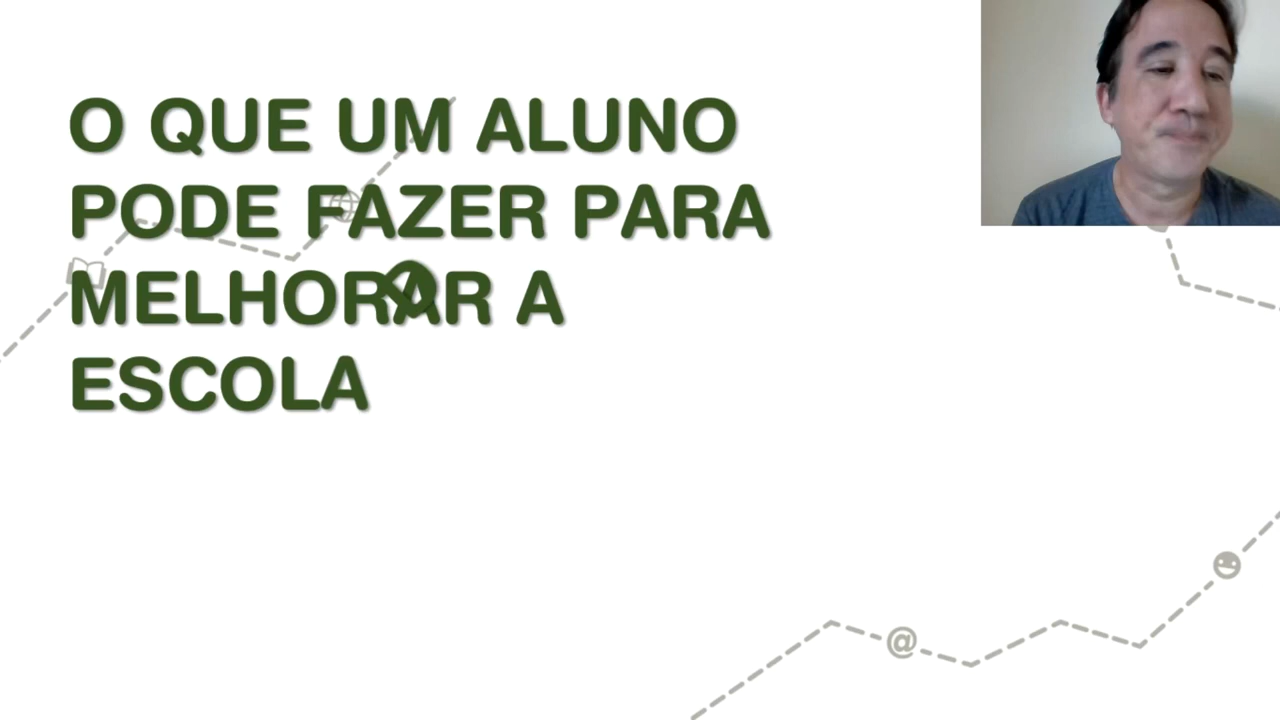 O QUE UM ALUNO
PODE FAZER PARA
MELHORAR A
ESCOLA
@